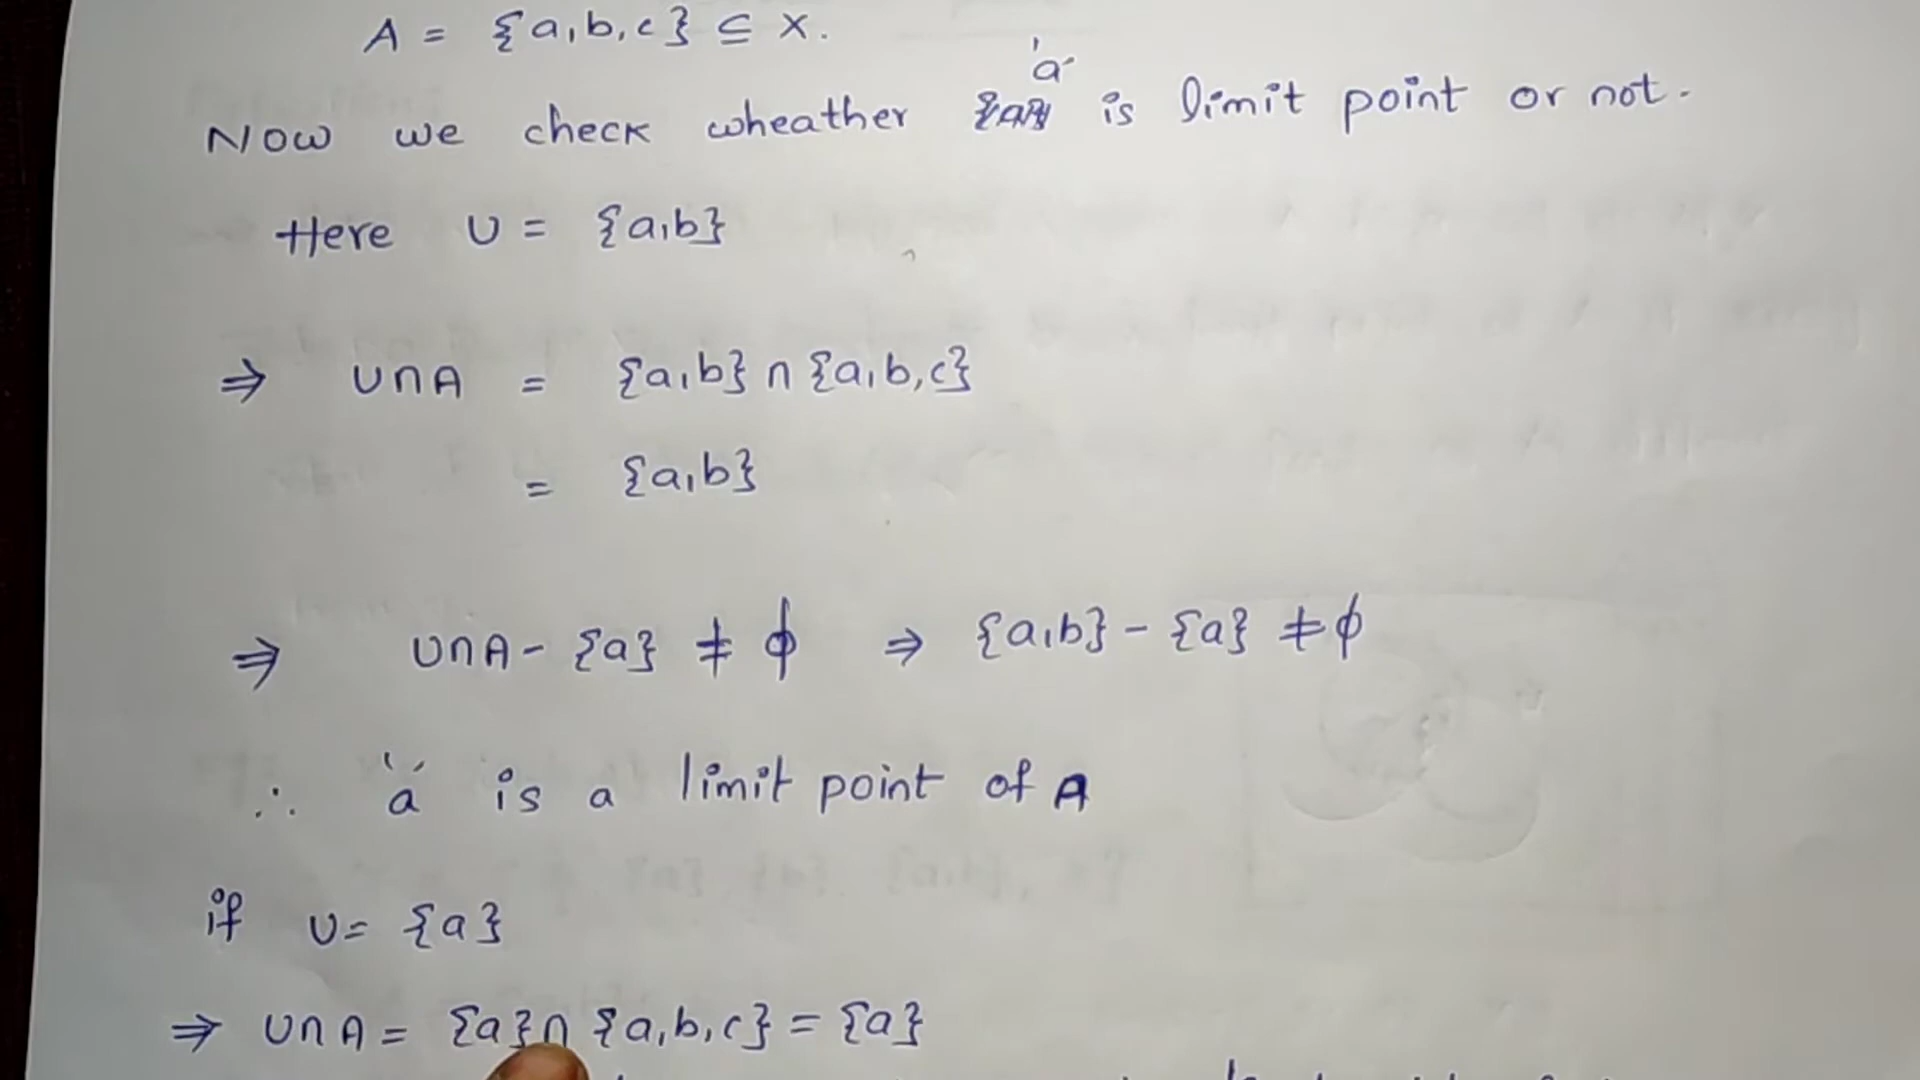 A = {a,b,c} ⊆ X.
'a'
Now we check wheather is limit point or not.
Here U = {a,b}
⇒ U∩A = {a,b} ∩ {a,b,c}
= {a,b}
⇒ U∩A - {a} ≠ ϕ ⇒ {a,b} - {a} ≠ ϕ
∴ 'a' is a limit point of A
if U = {a}
⇒ U∩A = {a}∩ {a,b,c} = {a}